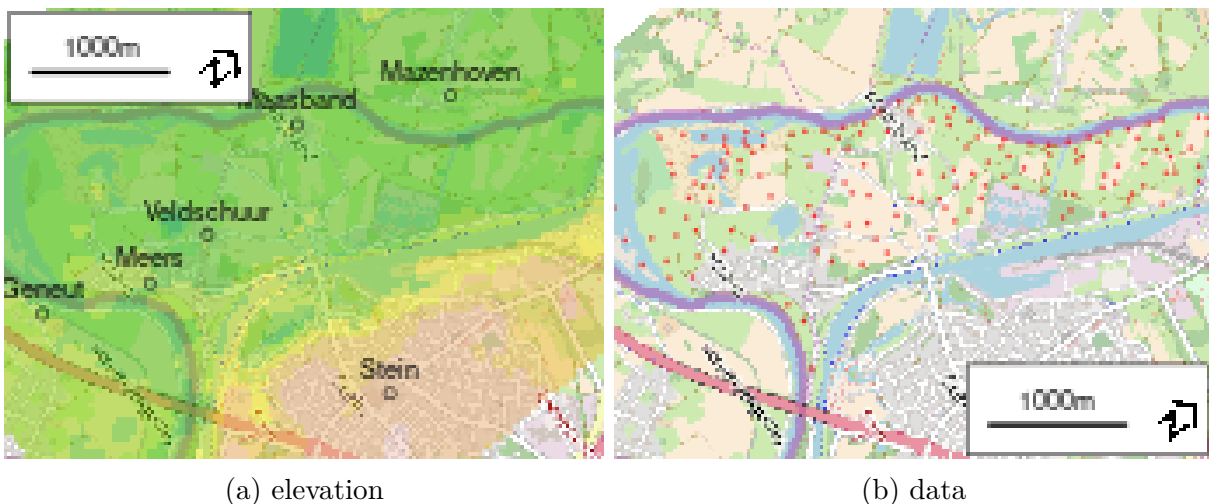 1000m
Mazenhoven
Maasband
Veldschuur
Meers
Geneut
Stein
1000m
(a) elevation
(b) data